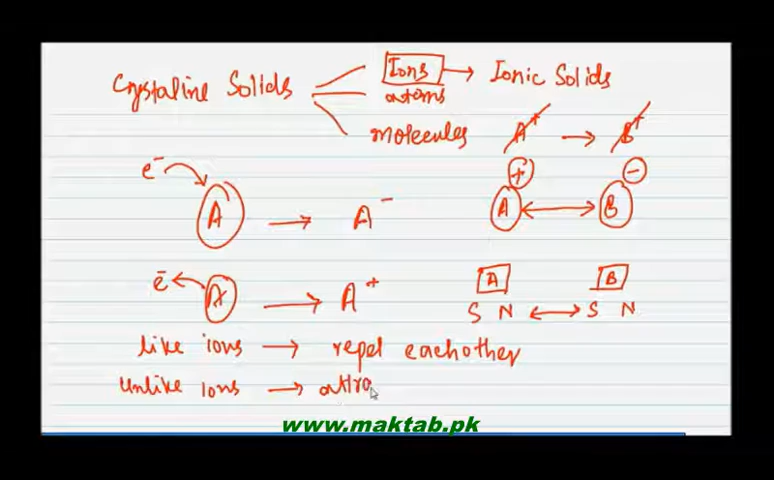 Crystaline Solids Ions → Ionic Solids
atoms
molecules A+ → B+
e- A → A- A+ ↔ B-
e- A → A+ A B
S N ↔ S N
like ions → repel eachother
Unlike Ions → attra
www.maktab.pk